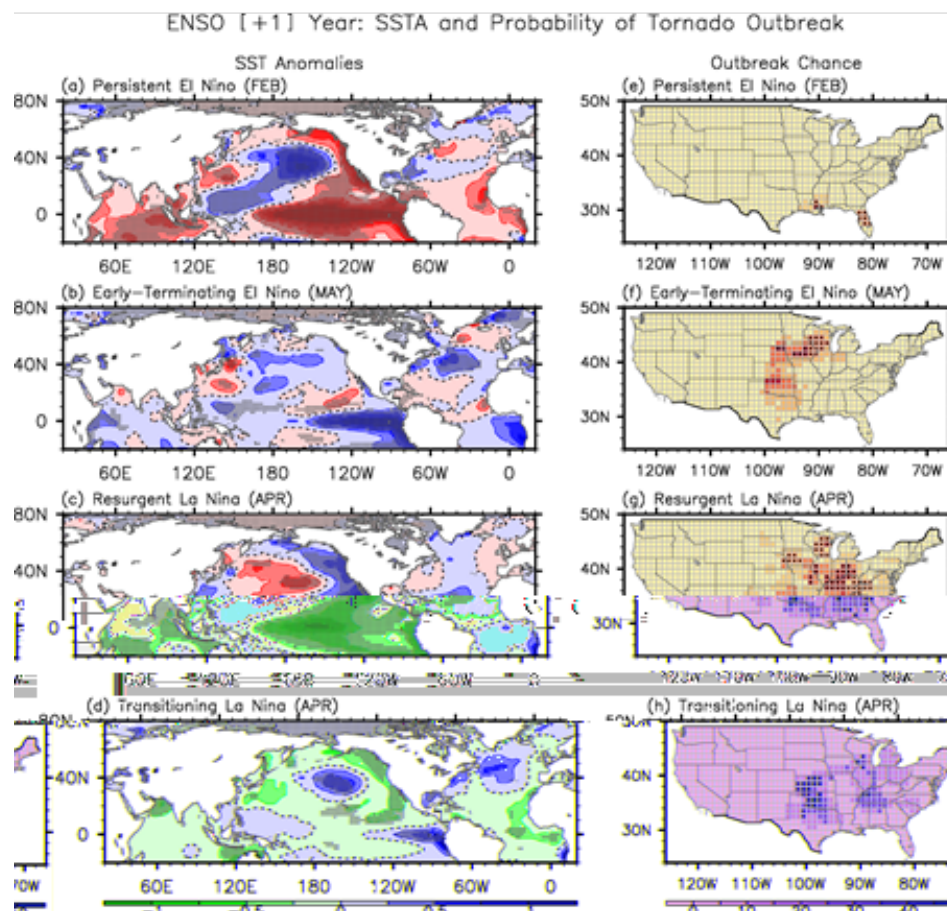 ENSO [+1] Year: SSTA and Probability of Tornado Outbreak
SST Anomalies
Outbreak Chance
(a) Persistent El Nino (FEB)
(e) Persistent El Nino (FEB)
80N
40N
0
60E 120E 180 120W 60W 0
50N
40N
30N
120W 110W 100W 90W 80W 70W
(b) Early-Terminating El Nino (MAY)
(f) Early-Terminating El Nino (MAY)
80N
40N
0
60E 120E 180 120W 60W 0
50N
40N
30N
120W 110W 100W 90W 80W 70W
(c) Resurgent La Nina (APR)
(g) Resurgent La Nina (APR)
80N
40N
0
50N
40N
30N
(d) Transitioning La Nina (APR)
(h) Transitioning La Nina (APR)
40N
0
60E 120E 180 120W 60W 0
40N
30N
70W
120W 110W 100W 90W 80W